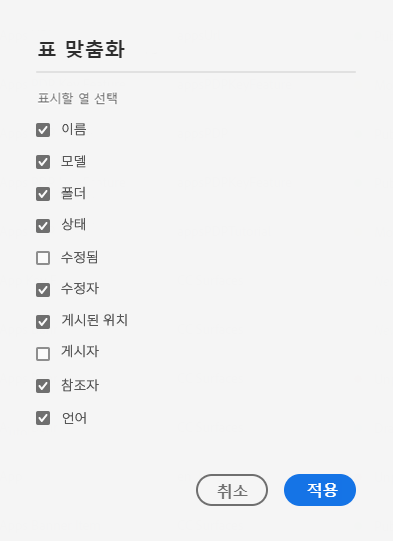 표 맞춤화
표시할 열 선택
이름
모델
폴더
상태
수정됨
수정자
게시된 위치
게시자
참조자
언어
취소
적용